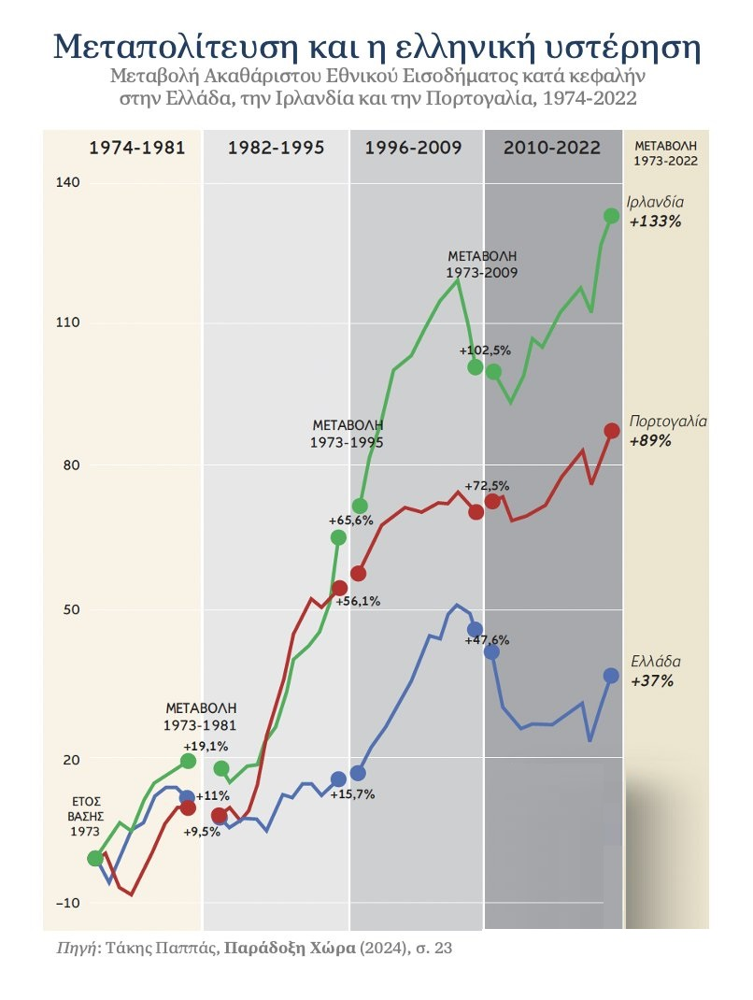 Μεταπολίτευση και η ελληνική υστέρηση
Μεταβολή Ακαθάριστου Εθνικού Εισοδήματος κατά κεφαλήν
στην Ελλάδα, την Ιρλανδία και την Πορτογαλία, 1974-2022
1974-1981
1982-1995
1996-2009
2010-2022
ΜΕΤΑΒΟΛΗ
1973-2022
140
Ιρλανδία
+133%
ΜΕΤΑΒΟΛΗ
1973-2009
110
+102,5%
ΜΕΤΑΒΟΛΗ
1973-1995
Πορτογαλία
+89%
80
+72,5%
+65,6%
+56,1%
50
+47,6%
Ελλάδα
+37%
ΜΕΤΑΒΟΛΗ
1973-1981
+19,1%
20
+11%
+15,7%
ΕΤΟΣ
ΒΑΣΗΣ
1973
+9,5%
–10
Πηγή: Τάκης Παππάς, Παράδοξη Χώρα (2024), σ. 23